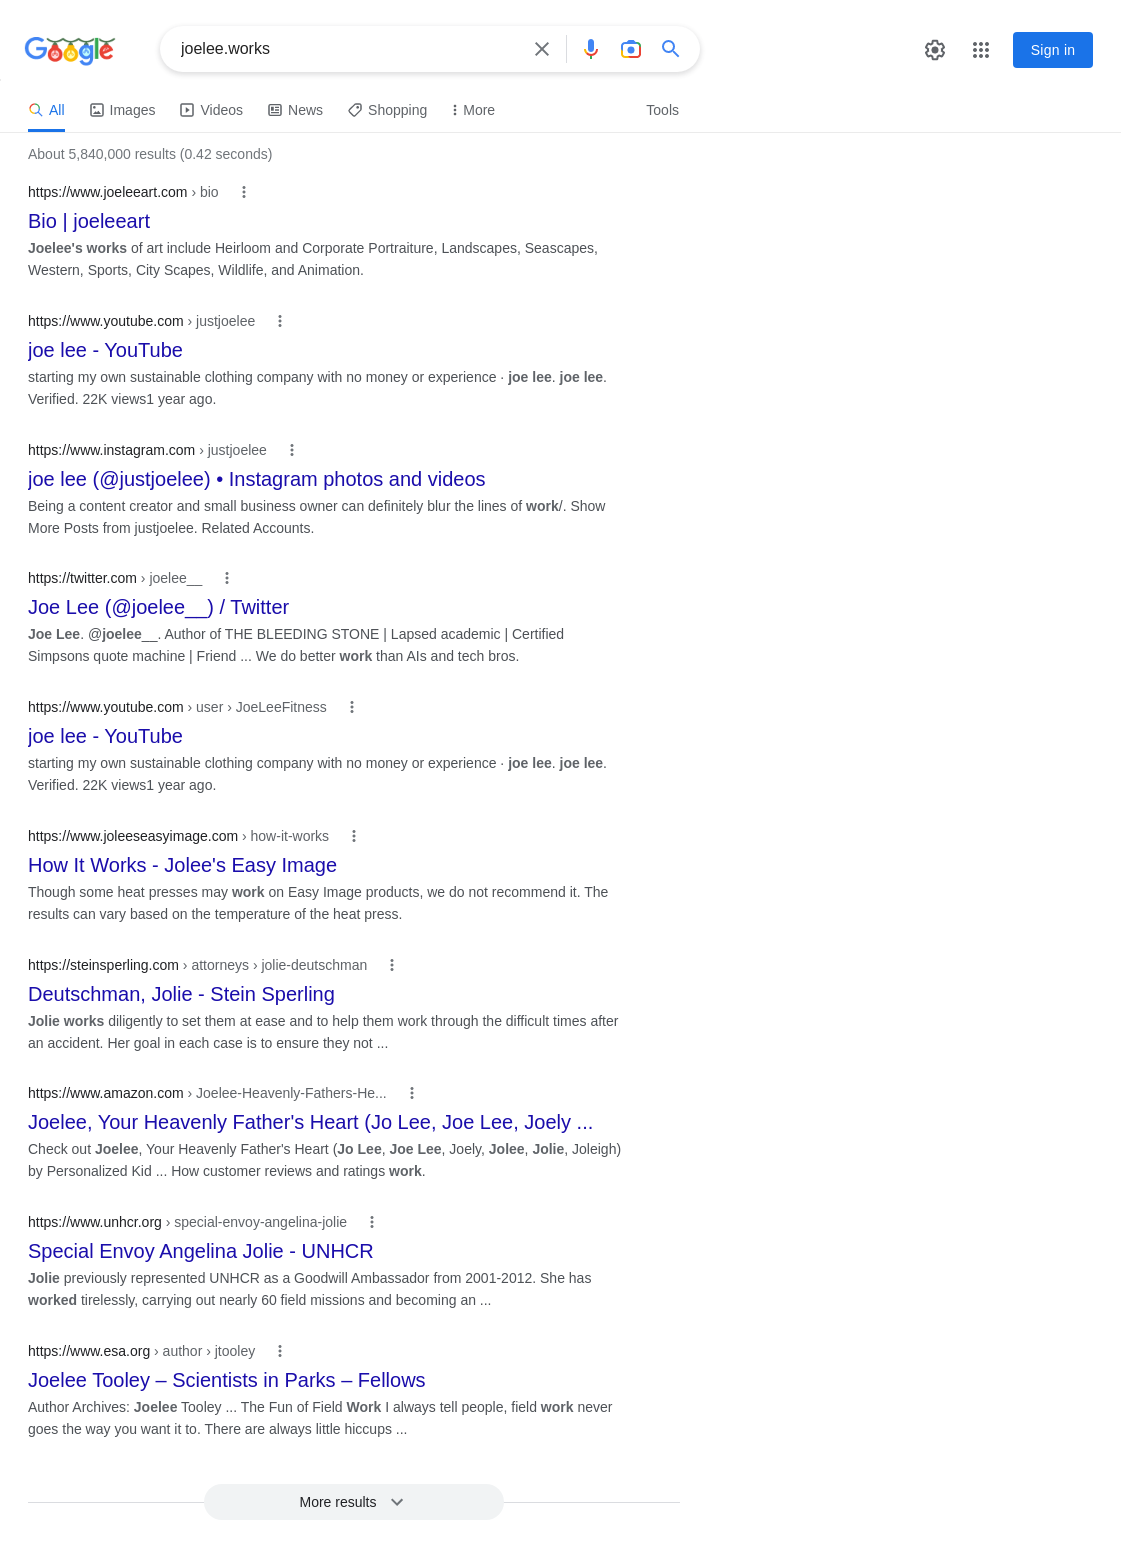 Google
joelee.works
Sign in
All Images Videos News Shopping More Tools
About 5,840,000 results (0.42 seconds)
https://www.joeleeart.com › bio
Bio | joeleeart
Joelee's works of art include Heirloom and Corporate Portraiture, Landscapes, Seascapes,
Western, Sports, City Scapes, Wildlife, and Animation.
https://www.youtube.com › justjoelee
joe lee - YouTube
starting my own sustainable clothing company with no money or experience · joe lee. joe lee.
Verified. 22K views1 year ago.
https://www.instagram.com › justjoelee
joe lee (@justjoelee) • Instagram photos and videos
Being a content creator and small business owner can definitely blur the lines of work/. Show
More Posts from justjoelee. Related Accounts.
https://twitter.com › joelee__
Joe Lee (@joelee__) / Twitter
Joe Lee. @joelee__. Author of THE BLEEDING STONE | Lapsed academic | Certified
Simpsons quote machine | Friend ... We do better work than AIs and tech bros.
https://www.youtube.com › user › JoeLeeFitness
joe lee - YouTube
starting my own sustainable clothing company with no money or experience · joe lee. joe lee.
Verified. 22K views1 year ago.
https://www.joleeseasyimage.com › how-it-works
How It Works - Jolee's Easy Image
Though some heat presses may work on Easy Image products, we do not recommend it. The
results can vary based on the temperature of the heat press.
https://steinsperling.com › attorneys › jolie-deutschman
Deutschman, Jolie - Stein Sperling
Jolie works diligently to set them at ease and to help them work through the difficult times after
an accident. Her goal in each case is to ensure they not ...
https://www.amazon.com › Joelee-Heavenly-Fathers-He...
Joelee, Your Heavenly Father's Heart (Jo Lee, Joe Lee, Joely ...
Check out Joelee, Your Heavenly Father's Heart (Jo Lee, Joe Lee, Joely, Jolee, Jolie, Joleigh)
by Personalized Kid ... How customer reviews and ratings work.
https://www.unhcr.org › special-envoy-angelina-jolie
Special Envoy Angelina Jolie - UNHCR
Jolie previously represented UNHCR as a Goodwill Ambassador from 2001-2012. She has
worked tirelessly, carrying out nearly 60 field missions and becoming an ...
https://www.esa.org › author › jtooley
Joelee Tooley – Scientists in Parks – Fellows
Author Archives: Joelee Tooley ... The Fun of Field Work I always tell people, field work never
goes the way you want it to. There are always little hiccups ...
More results